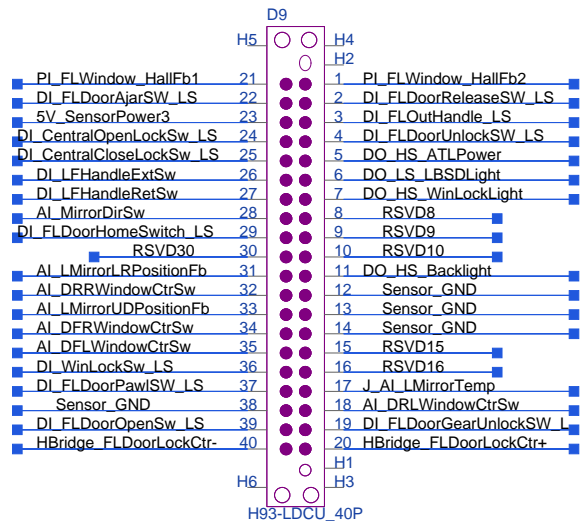 D9
H5 H4
H2
PI_FLWindow_HallFb1 21 1 PI_FLWindow_HallFb2
DI_FLDoorAjarSW_LS 22 2 DI_FLDoorReleaseSW_LS
5V_SensorPower3 23 3 DI_FLOutHandle_LS
DI_CentralOpenLockSw_LS 24 4 DI_FLDoorUnlockSW_LS
DI_CentralCloseLockSw_LS 25 5 DO_HS_ATLPower
DI_LFHandleExtSw 26 6 DO_LS_LBSDLight
DI_LFHandleRetSw 27 7 DO_HS_WinLockLight
AI_MirrorDirSw 28 8 RSVD8
DI_FLDoorHomeSwitch_LS 29 9 RSVD9
RSVD30 30 10 RSVD10
AI_LMirrorLRPositionFb 31 11 DO_HS_Backlight
AI_DRRWindowCtrSw 32 12 Sensor_GND
AI_LMirrorUDPositionFb 33 13 Sensor_GND
AI_DFRWindowCtrSw 34 14 Sensor_GND
AI_DFLWindowCtrSw 35 15 RSVD15
DI_WinLockSw_LS 36 16 RSVD16
DI_FLDoorPawlSW_LS 37 17 J_AI_LMirrorTemp
Sensor_GND 38 18 AI_DRLWindowCtrSw
DI_FLDoorOpenSw_LS 39 19 DI_FLDoorGearUnlockSW_L
HBridge_FLDoorLockCtr- 40 20 HBridge_FLDoorLockCtr+
H1
H6 H3
H93-LDCU_40P